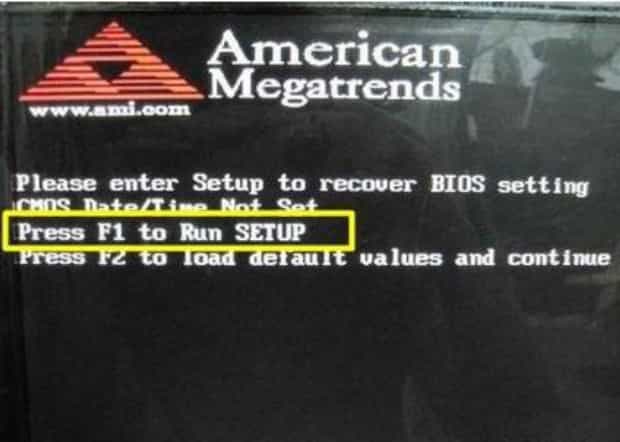 American
Megatrends
www.ami.com
Please enter Setup to recover BIOS setting
CMOS Date/Time Not Set
Press F1 to Run SETUP
Press F2 to load default values and continue